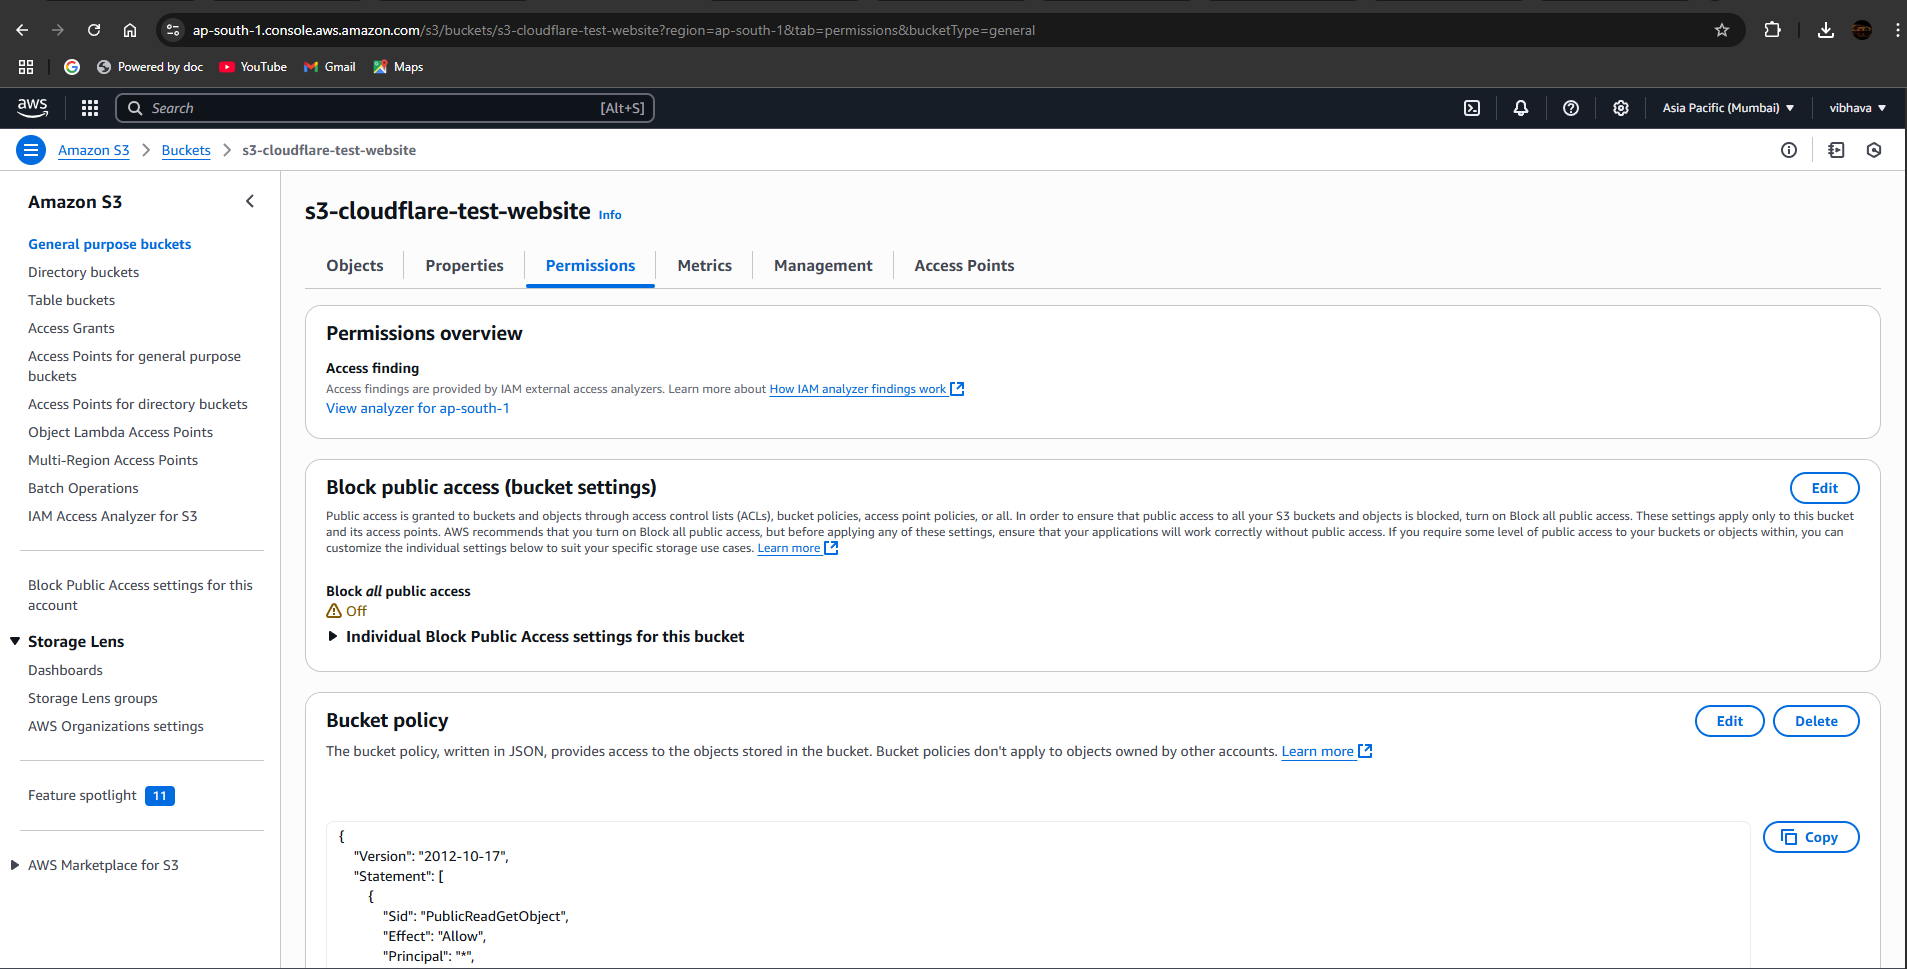 ap-south-1.console.aws.amazon.com/s3/buckets/s3-cloudflare-test-website?region=ap-south-1&tab=permissions&bucketType=general
Powered by doc
YouTube
Gmail
Maps
aws
Search
[Alt+S]
Asia Pacific (Mumbai)
vibhava
Amazon S3
Buckets
s3-cloudflare-test-website
Amazon S3
General purpose buckets
Directory buckets
Table buckets
Access Grants
Access Points for general purpose
buckets
Access Points for directory buckets
Object Lambda Access Points
Multi-Region Access Points
Batch Operations
IAM Access Analyzer for S3
Block Public Access settings for this
account
Storage Lens
Dashboards
Storage Lens groups
AWS Organizations settings
Feature spotlight 11
AWS Marketplace for S3
s3-cloudflare-test-website Info
Objects
Properties
Permissions
Metrics
Management
Access Points
Permissions overview
Access finding
Access findings are provided by IAM external access analyzers. Learn more about How IAM analyzer findings work
View analyzer for ap-south-1
Block public access (bucket settings)
Edit
Public access is granted to buckets and objects through access control lists (ACLs), bucket policies, access point policies, or all. In order to ensure that public access to all your S3 buckets and objects is blocked, turn on Block all public access. These settings apply only to this bucket
and its access points. AWS recommends that you turn on Block all public access, but before applying any of these settings, ensure that your applications will work correctly without public access. If you require some level of public access to your buckets or objects within, you can
customize the individual settings below to suit your specific storage use cases. Learn more
Block all public access
Off
Individual Block Public Access settings for this bucket
Bucket policy
Edit
Delete
The bucket policy, written in JSON, provides access to the objects stored in the bucket. Bucket policies don't apply to objects owned by other accounts. Learn more
Copy
{
"Version": "2012-10-17",
"Statement": [
{
"Sid": "PublicReadGetObject",
"Effect": "Allow",
"Principal": "*",